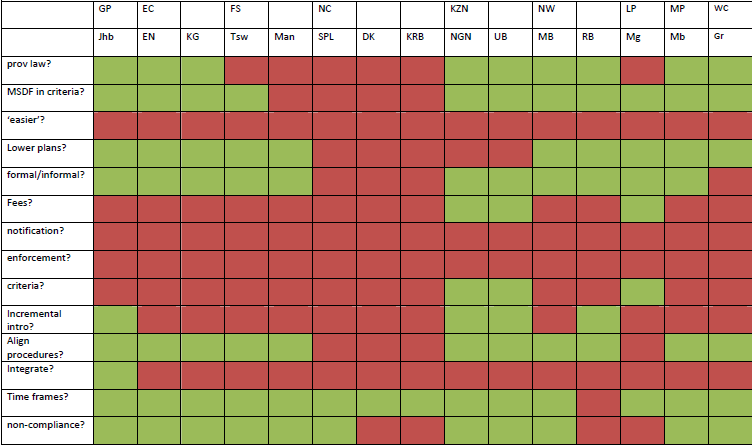 GP EC FS NC KZN NW LP MP WC
Jhb EN KG Tsw Man SPL DK KRB NGN UB MB RB Mg Mb Gr
prov law?
MSDF in criteria?
‘easier’?
Lower plans?
formal/informal?
Fees?
notification?
enforcement?
criteria?
Incremental
intro?
Align
procedures?
Integrate?
Time frames?
non-compliance?